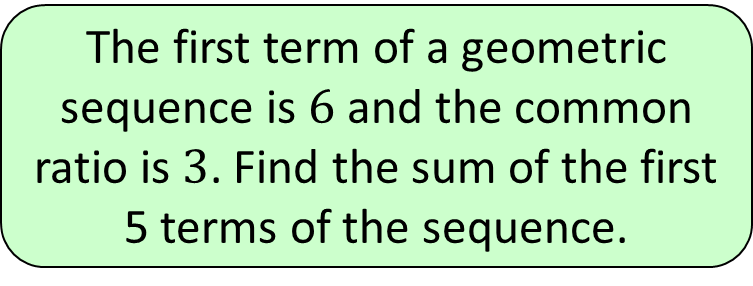 The first term of a geometric
sequence is 6 and the common
ratio is 3. Find the sum of the first
5 terms of the sequence.